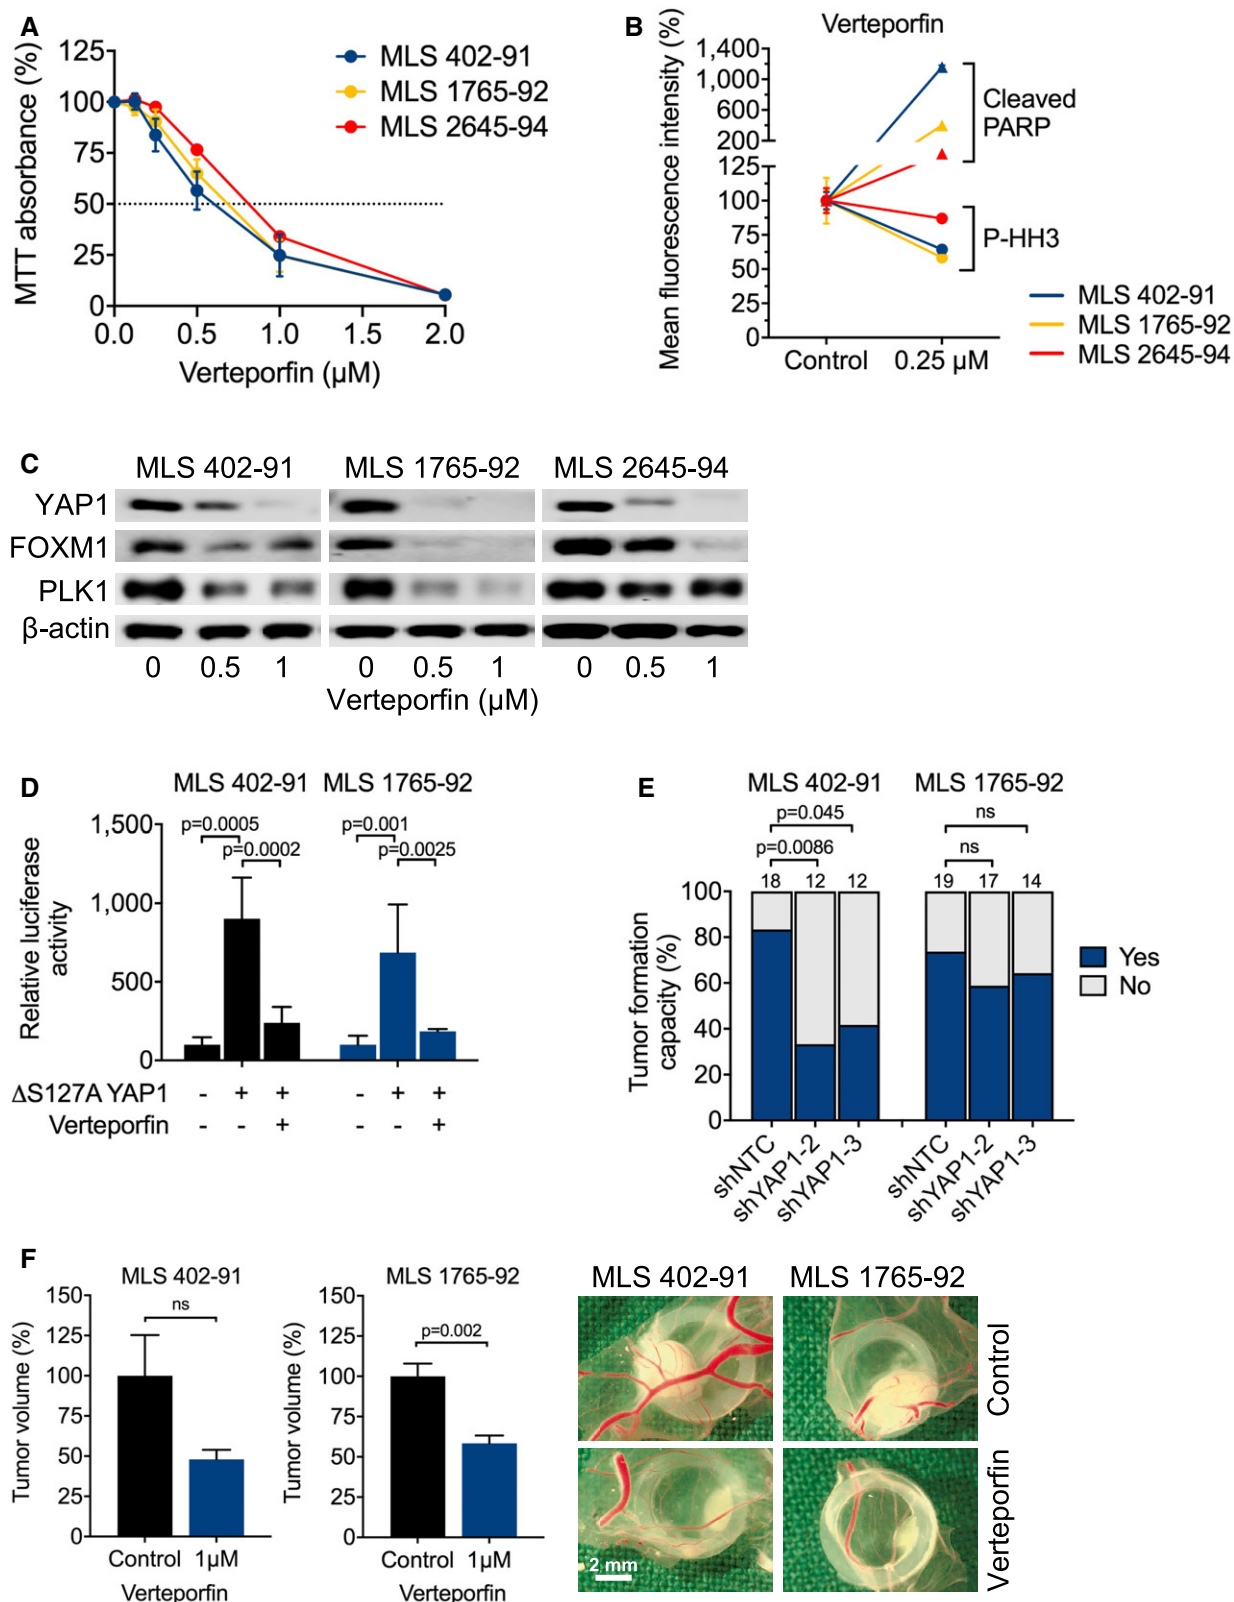 A
MTT absorbance (%)
125
100
75
50
25
0
0.0 0.5 1.0 1.5 2.0
Verteporfin (µM)
MLS 402-91
MLS 1765-92
MLS 2645-94
B
Verteporfin
Mean fluorescence intensity (%)
1,400
1,000
600
200
125
100
75
50
25
0
Control 0.25 µM
Cleaved
PARP
P-HH3
MLS 402-91
MLS 1765-92
MLS 2645-94
C
MLS 402-91 MLS 1765-92 MLS 2645-94
YAP1
FOXM1
PLK1
β-actin
0 0.5 1 0 0.5 1 0 0.5 1
Verteporfin (µM)
D
MLS 402-91 MLS 1765-92
Relative luciferase
activity
1,500
1,000
500
0
p=0.0005
p=0.0002
p=0.001
p=0.0025
ΔS127A YAP1 - + + - + +
Verteporfin - - + - - +
E
MLS 402-91 MLS 1765-92
Tumor formation
capacity (%)
100
80
60
40
20
0
p=0.045
p=0.0086
ns
ns
18 12 12 19 17 14
shNTC
shYAP1-2
shYAP1-3
shNTC
shYAP1-2
shYAP1-3
Yes
No
F
MLS 402-91
Tumor volume (%)
150
125
100
75
50
25
0
ns
Control 1µM
Verteporfin
MLS 1765-92
Tumor volume (%)
150
125
100
75
50
25
0
p=0.002
Control 1µM
Verteporfin
MLS 402-91 MLS 1765-92
Control
Verteporfin
2 mm